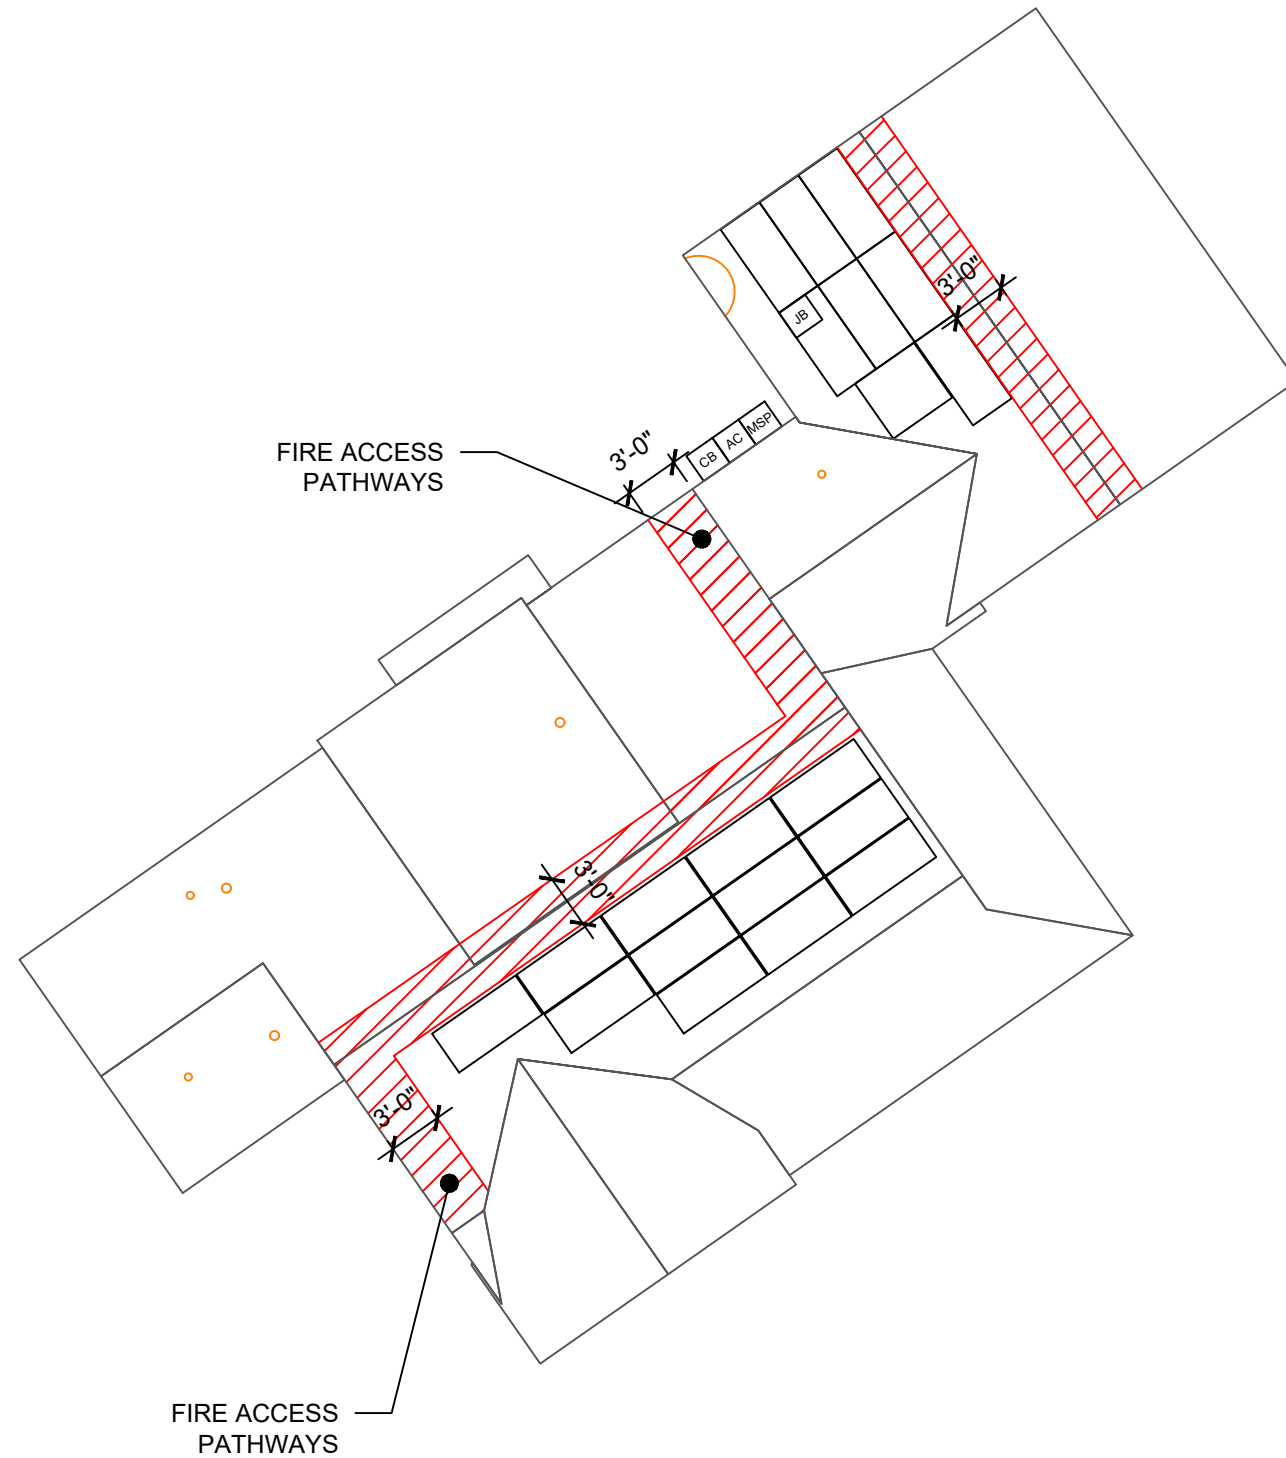 3'-0"
JB
MSP
AC
CB
3'-0"
FIRE ACCESS
PATHWAYS
3'-0"
3'-0"
FIRE ACCESS
PATHWAYS